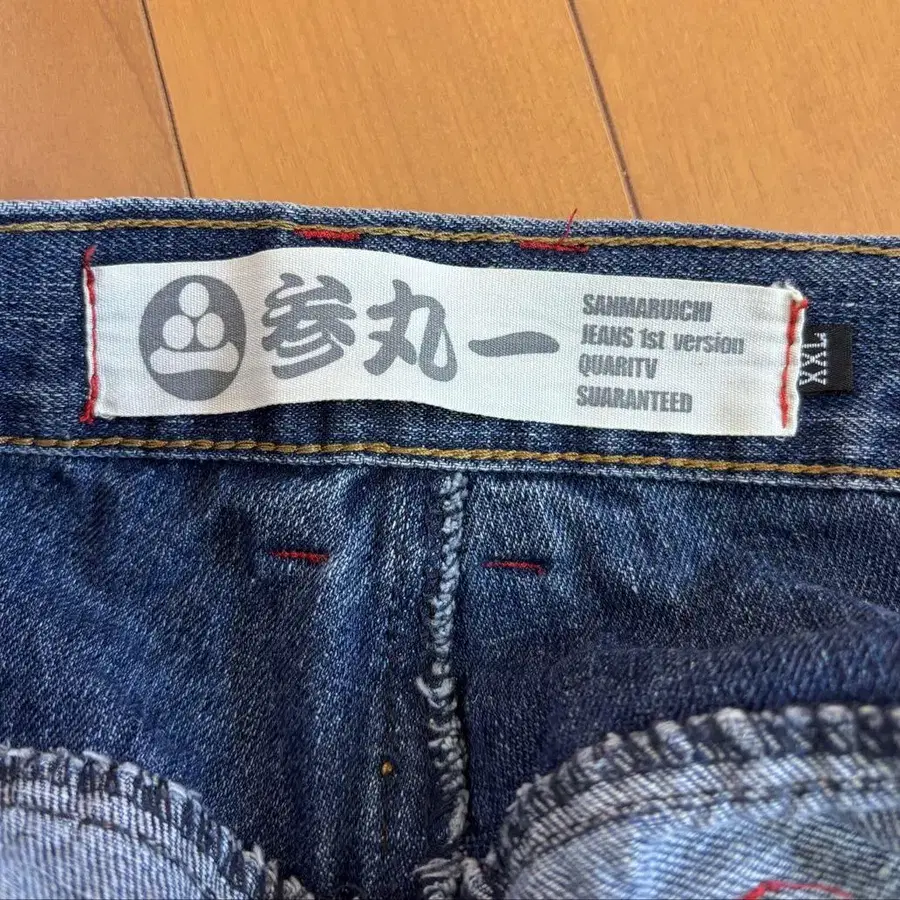 参丸一
SANMARUICHI
JEANS 1st version
QUARITV
SUARANTEED
XXL